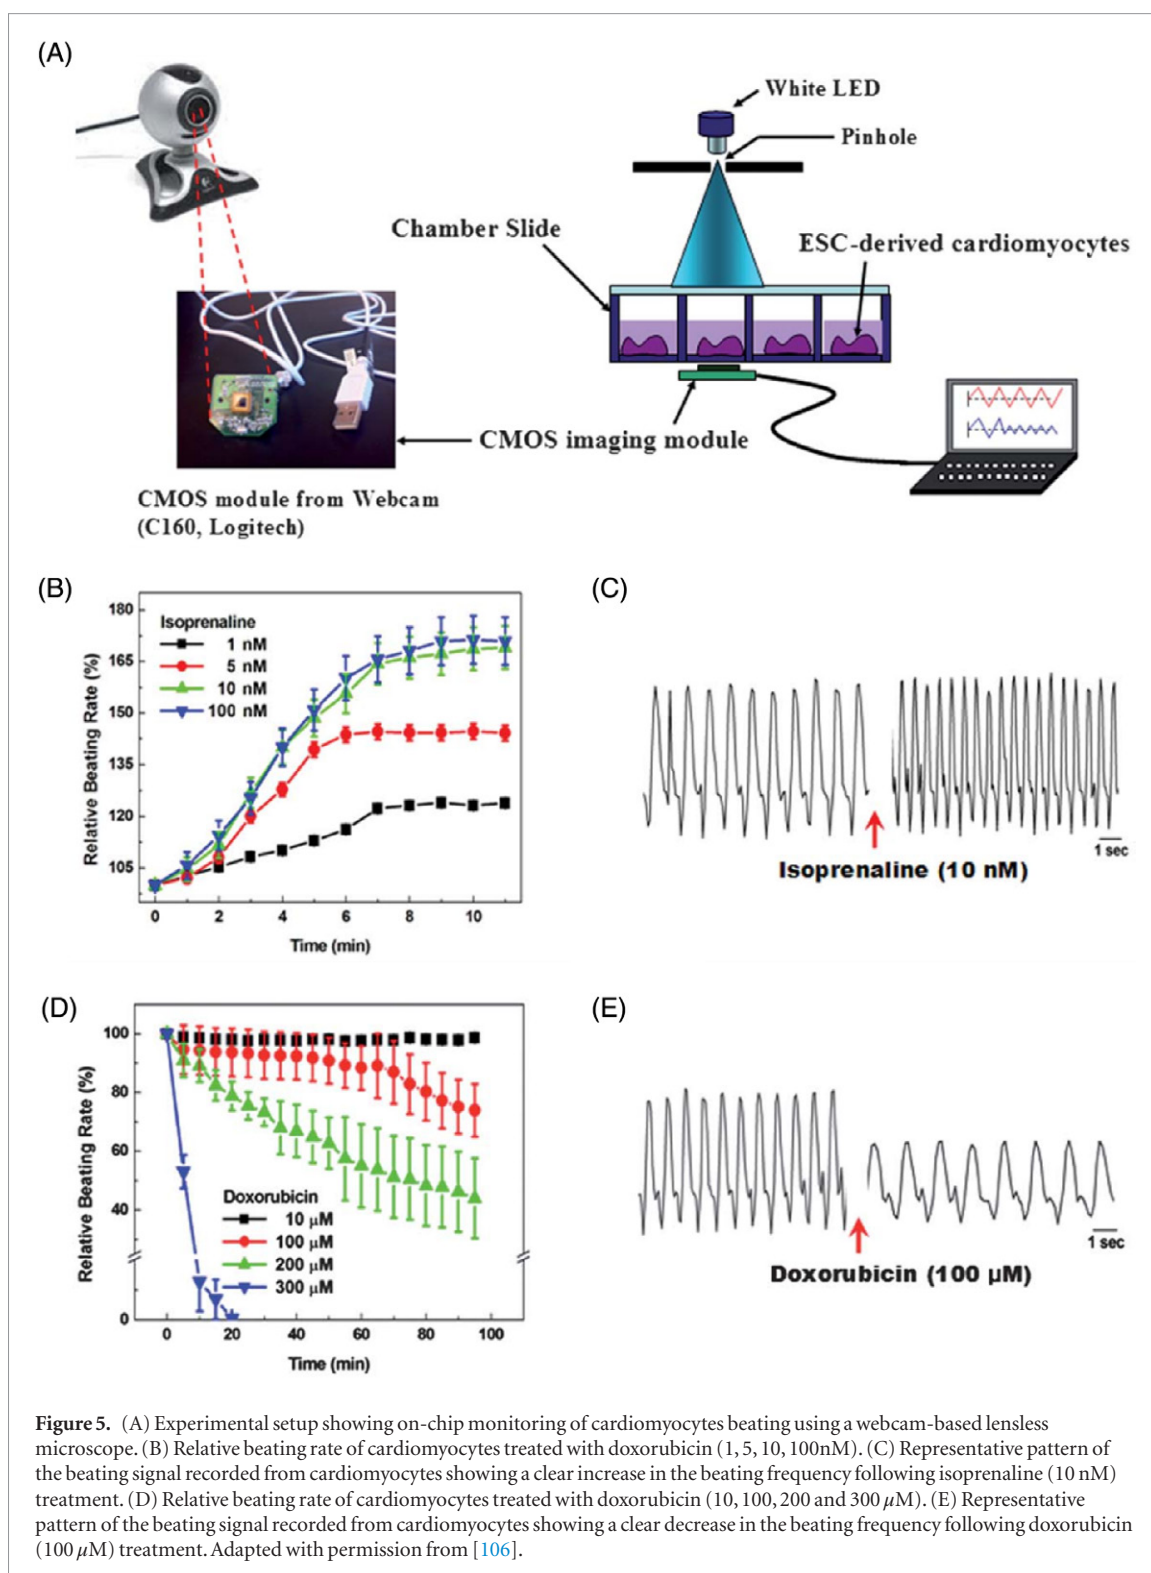 (A)
White LED
Pinhole
Chamber Slide
ESC-derived cardiomyocytes
CMOS imaging module
CMOS module from Webcam
(C160, Logitech)
(B)
Relative Beating Rate (%)
180
165
150
135
120
105
Isoprenaline
1 nM
5 nM
10 nM
100 nM
0 2 4 6 8 10
Time (min)
(C)
1 sec
Isoprenaline (10 nM)
(D)
Relative Beating Rate (%)
100
80
60
40
0
Doxorubicin
10 μM
100 μM
200 μM
300 μM
0 20 40 60 80 100
Time (min)
(E)
1 sec
Doxorubicin (100 μM)
Figure 5. (A) Experimental setup showing on-chip monitoring of cardiomyocytes beating using a webcam-based lensless
microscope. (B) Relative beating rate of cardiomyocytes treated with doxorubicin (1, 5, 10, 100nM). (C) Representative pattern of
the beating signal recorded from cardiomyocytes showing a clear increase in the beating frequency following isoprenaline (10 nM)
treatment. (D) Relative beating rate of cardiomyocytes treated with doxorubicin (10, 100, 200 and 300 μM). (E) Representative
pattern of the beating signal recorded from cardiomyocytes showing a clear decrease in the beating frequency following doxorubicin
(100 μM) treatment. Adapted with permission from [106].